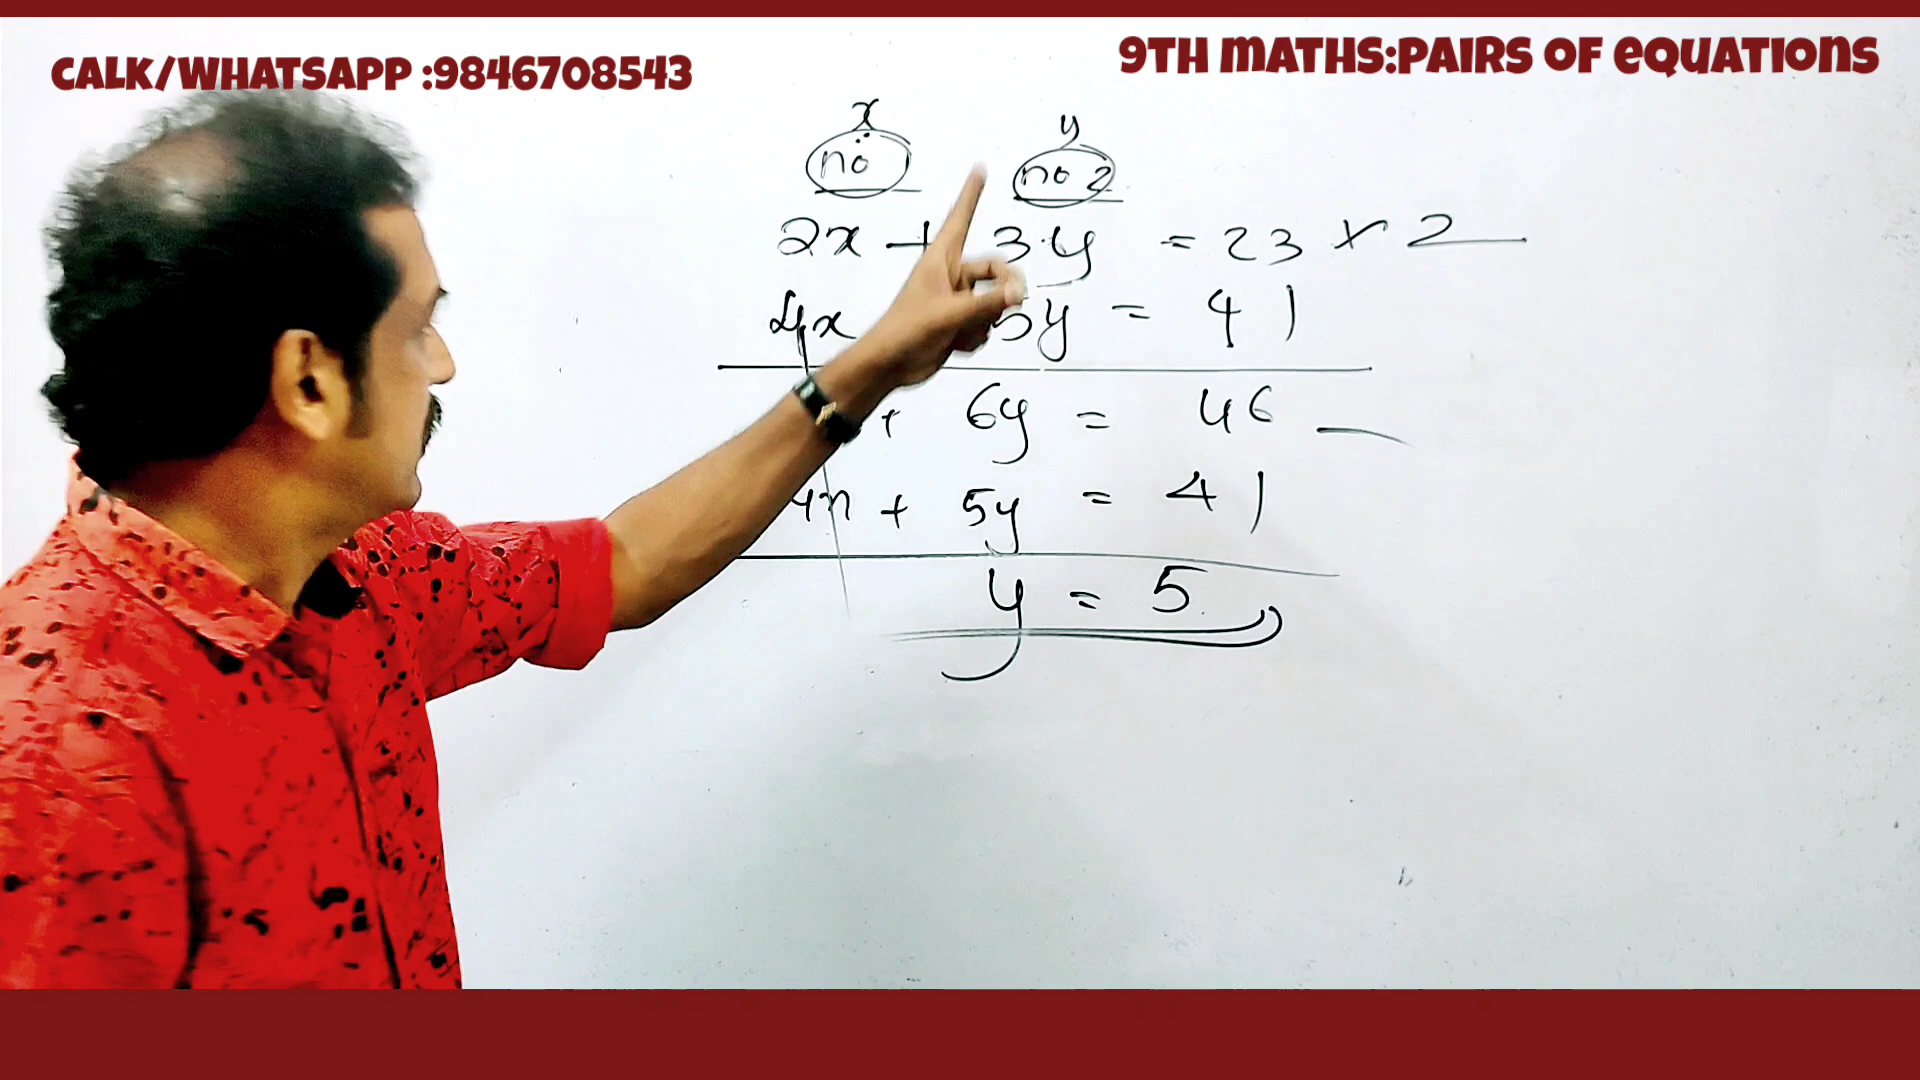 CALK/WHATSAPP :9846708543
9TH MATHS:PAIRS OF EQUATIONS
x y
no 1 no 2
2x + 3y = 23 × 2
4x 5y = 41
+ 6y = 46
4x + 5y = 41
y = 5